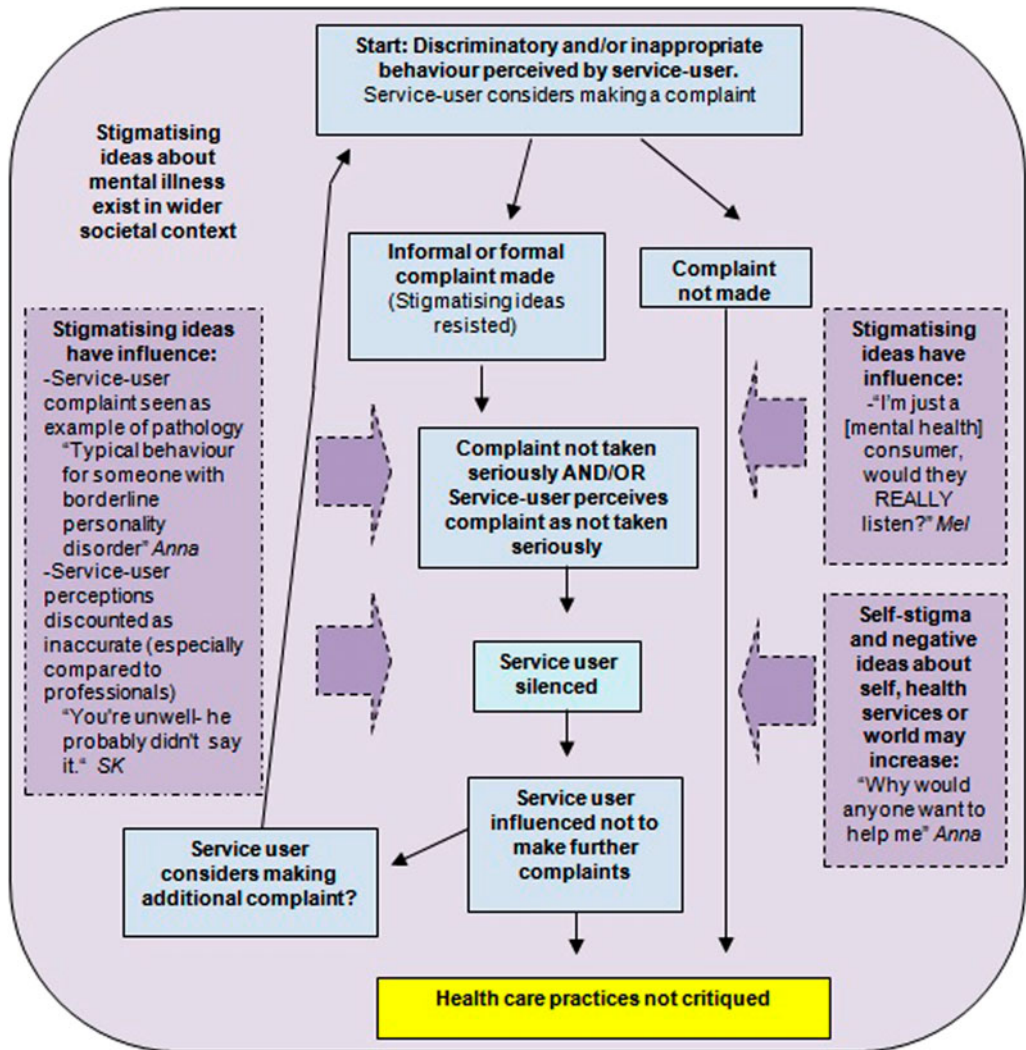 Start: Discriminatory and/or inappropriate
behaviour perceived by service-user.
Service-user considers making a complaint
Stigmatising
ideas about
mental illness
exist in wider
societal context
Informal or formal
complaint made
(Stigmatising ideas
resisted)
Complaint
not made
Stigmatising ideas
have influence:
-Service-user
complaint seen as
example of pathology
"Typical behaviour
for someone with
borderline
personality
disorder" Anna
-Service-user
perceptions
discounted as
inaccurate (especially
compared to
professionals)
"You're unwell- he
probably didn't say
it." SK
Complaint not taken
seriously AND/OR
Service-user perceives
complaint as not taken
seriously
Stigmatising
ideas have
influence:
-"I'm just a
[mental health]
consumer,
would they
REALLY
listen?" Mel
Service user
silenced
Self-stigma
and negative
ideas about
self, health
services or
world may
increase:
"Why would
anyone want to
help me" Anna
Service user
influenced not to
make further
complaints
Service user
considers making
additional complaint?
Health care practices not critiqued